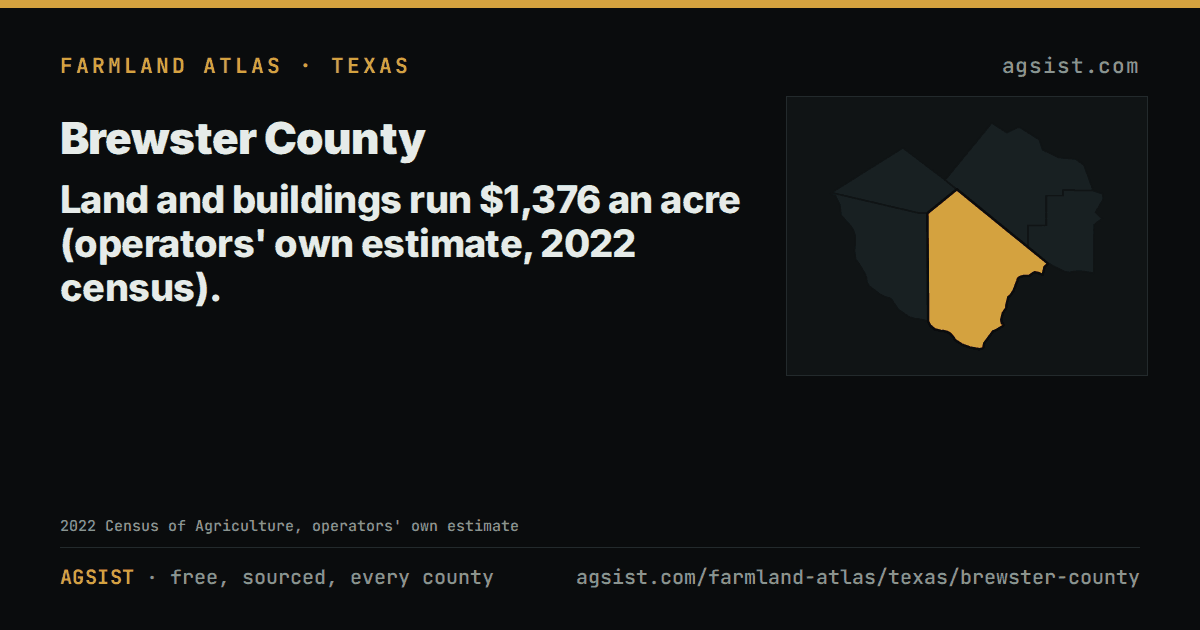 FARMLAND ATLAS · TEXAS
agsist.com
Brewster County
Land and buildings run $1,376 an acre
(operators' own estimate, 2022
census).
2022 Census of Agriculture, operators' own estimate
AGSIST · free, sourced, every county
agsist.com/farmland-atlas/texas/brewster-county